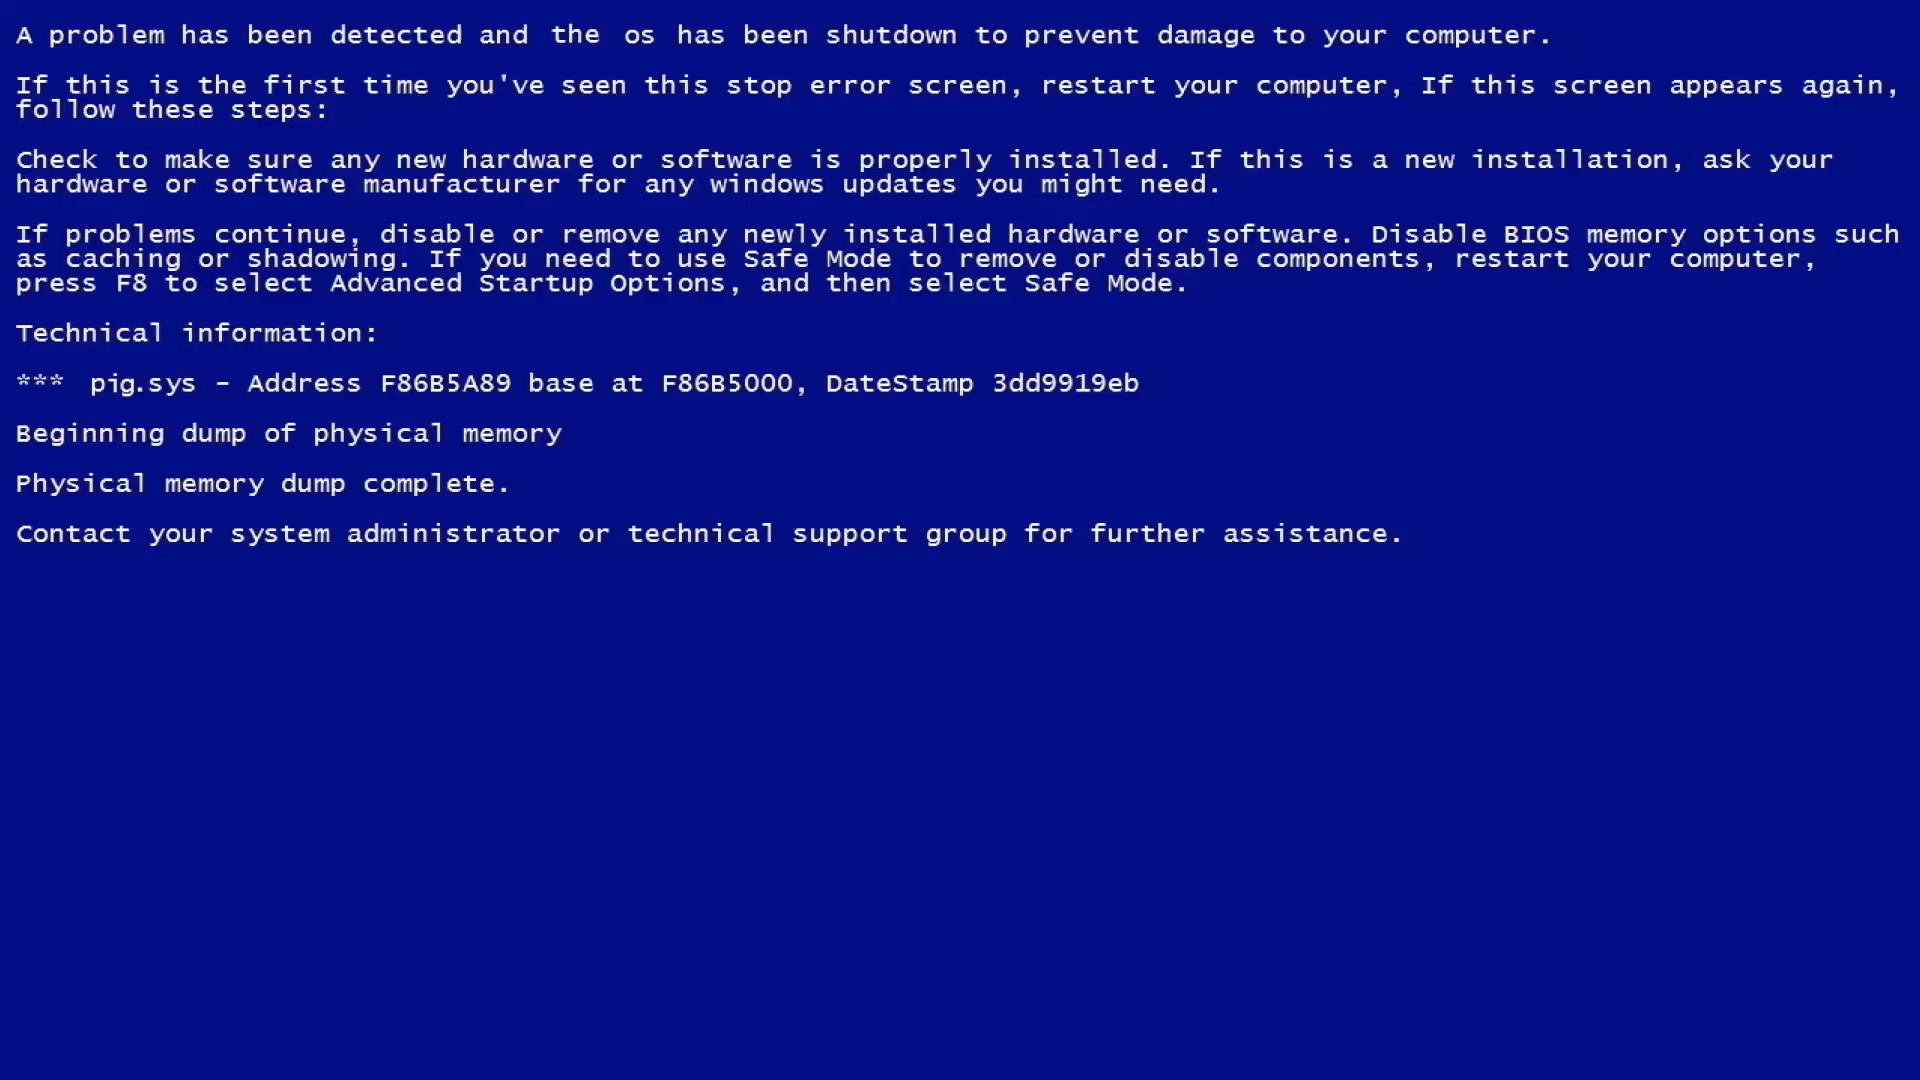 A problem has been detected and the os has been shutdown to prevent damage to your computer.
If this is the first time you've seen this stop error screen, restart your computer, If this screen appears again,
follow these steps:
Check to make sure any new hardware or software is properly installed. If this is a new installation, ask your
hardware or software manufacturer for any windows updates you might need.
If problems continue, disable or remove any newly installed hardware or software. Disable BIOS memory options such
as caching or shadowing. If you need to use Safe Mode to remove or disable components, restart your computer,
press F8 to select Advanced Startup Options, and then select Safe Mode.
Technical information:
*** pig.sys - Address F86B5A89 base at F86B5000, DateStamp 3dd9919eb
Beginning dump of physical memory
Physical memory dump complete.
Contact your system administrator or technical support group for further assistance.